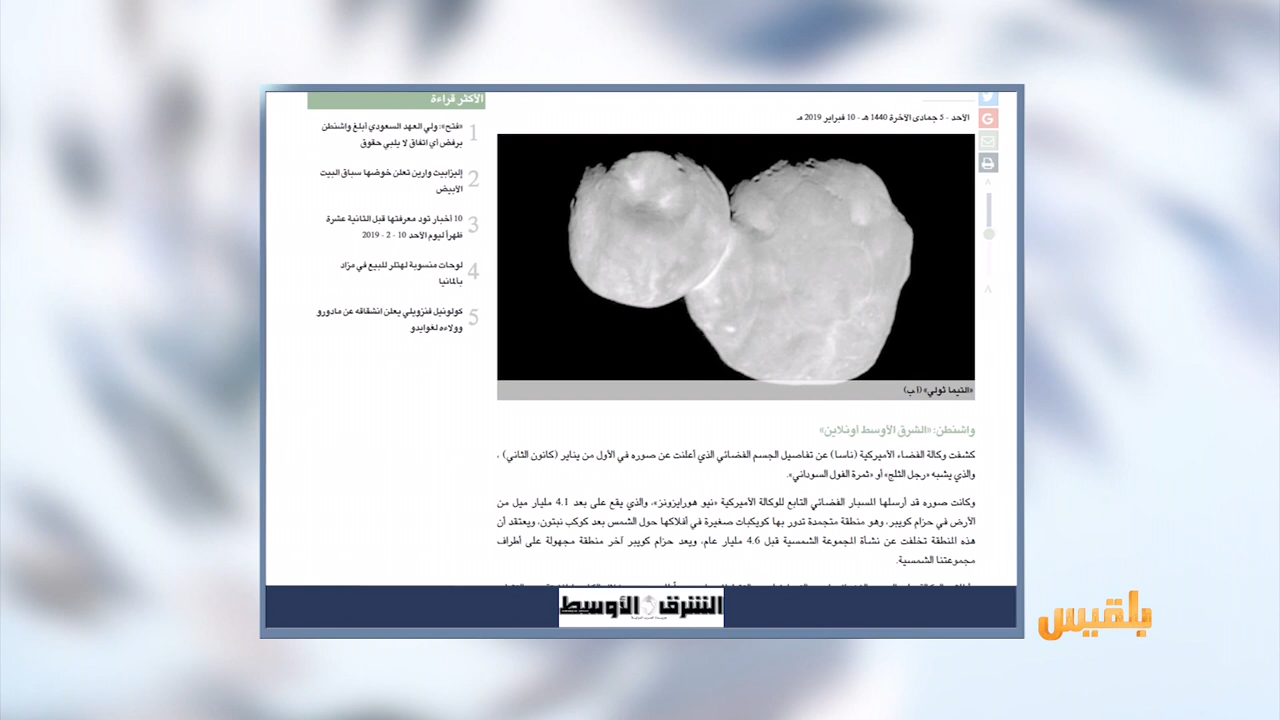 الأحد - 5 جمادى الآخرة 1440 هـ - 10 فبراير 2019 مـ
«التيما ثولي» (أ.ب)
واشنطن: «الشرق الأوسط أونلاين»
كشفت وكالة الفضاء الأميركية (ناسا) عن تفاصيل الجسم الفضائي الذي أعلنت عن صوره في الأول من يناير (كانون الثاني) ،
والذي يشبه «رجل الثلج» أو «ثمرة الفول السوداني».
وكانت صوره قد أرسلها المسبار الفضائي التابع للوكالة الأميركية «نيو هورايزونز»، والذي يقع على بعد 4.1 مليار ميل من
الأرض في حزام كويبر، وهو منطقة متجمدة تدور بها كويكبات صغيرة في أفلاكها حول الشمس بعد كوكب نبتون، ويعتقد أن
هذه المنطقة تخلفت عن نشأة المجموعة الشمسية قبل 4.6 مليار عام، ويعد حزام كويبر آخر منطقة مجهولة على أطراف
مجموعتنا الشمسية.
الأكثر قراءة
1 «فتح»: ولي العهد السعودي أبلغ واشنطن
برفض أي اتفاق لا يلبي حقوق
2 إليزابيث وارين تعلن خوضها سباق البيت
الأبيض
3 10 أخبار تود معرفتها قبل الثانية عشرة
ظهراً ليوم الأحد 10 - 2 - 2019
4 لوحات منسوبة لهتلر للبيع في مزاد
بألمانيا
5 كولونيل فنزويلي يعلن انشقاقه عن مادورو
وولاءه لغوايدو
الشرق الأوسط
بلقيس